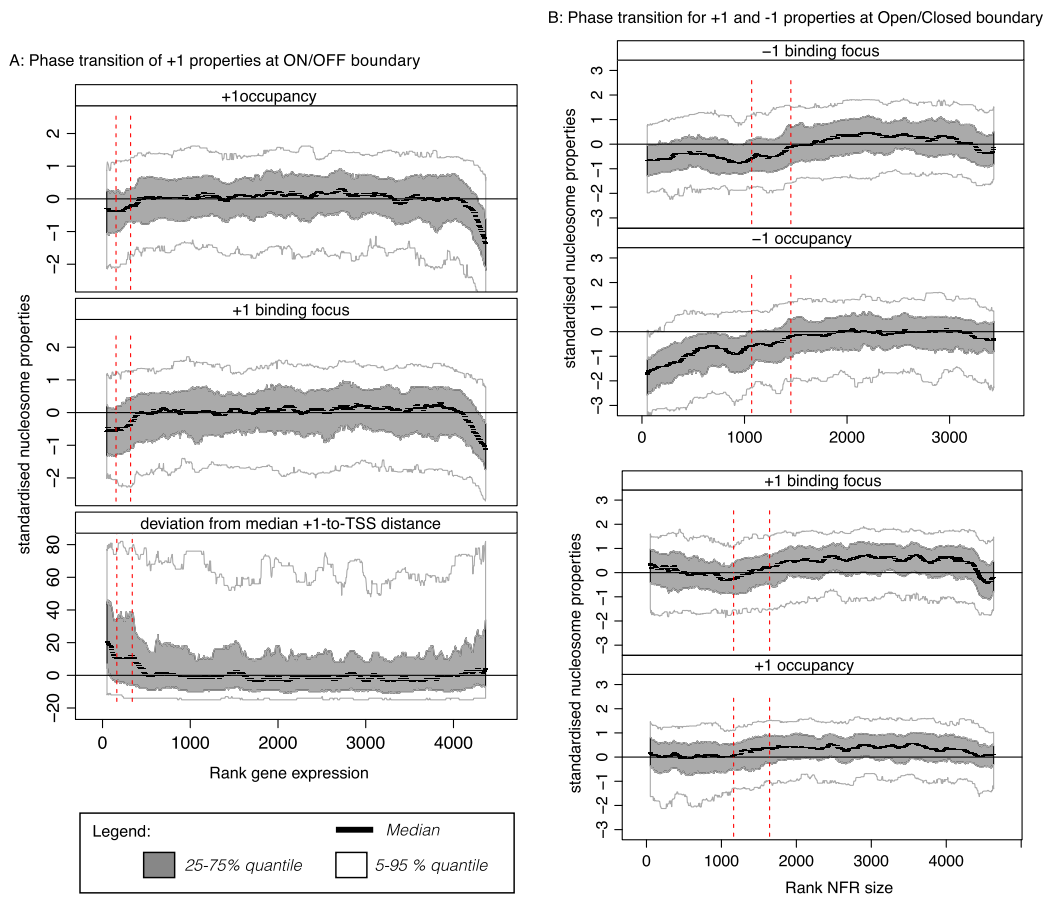 A: Phase transition of +1 properties at ON/OFF boundary
+1occupancy
2
1
0
−1
−2
+1 binding focus
2
1
0
−1
−2
deviation from median +1-to-TSS distance
80
60
40
20
0
−20
standardised nucleosome properties
0 1000 2000 3000 4000
Rank gene expression
Legend:
Median
25-75% quantile
5-95 % quantile
B: Phase transition for +1 and -1 properties at Open/Closed boundary
−1 binding focus
3
2
1
0
−1
−2
−3
−1 occupancy
3
2
1
0
−1
−2
−3
standardised nucleosome properties
0 1000 2000 3000
+1 binding focus
3
2
1
0
−1
−2
−3
+1 occupancy
3
2
1
0
−1
−2
−3
standardised nucleosome properties
0 1000 2000 3000 4000
Rank NFR size